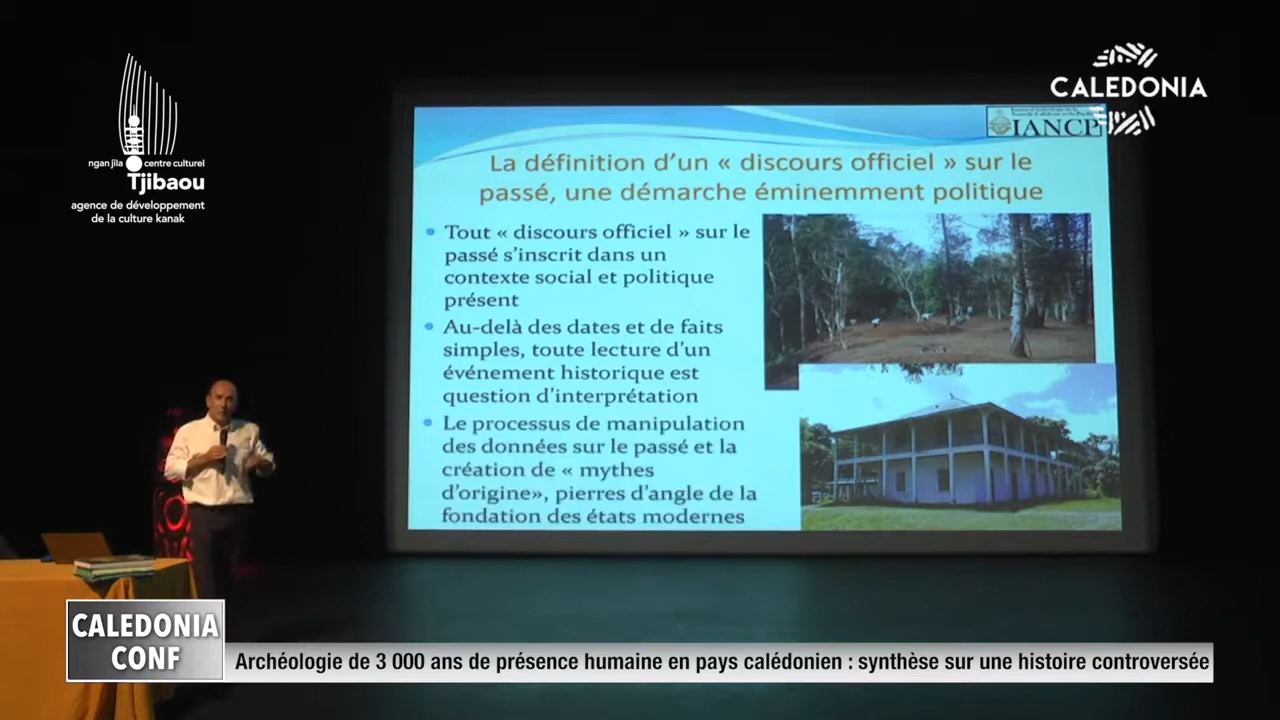 ngan jila centre culturel
Tjibaou
agence de développement
de la culture kanak
CALEDONIA
IANCP
La définition d'un « discours officiel » sur le
passé, une démarche éminemment politique
Tout « discours officiel » sur le
passé s'inscrit dans un
contexte social et politique
présent
Au-delà des dates et de faits
simples, toute lecture d'un
événement historique est
question d'interprétation
Le processus de manipulation
des données sur le passé et la
création de « mythes
d'origine», pierres d'angle de la
fondation des états modernes
CALEDONIA
CONF
Archéologie de 3 000 ans de présence humaine en pays calédonien : synthèse sur une histoire controversée